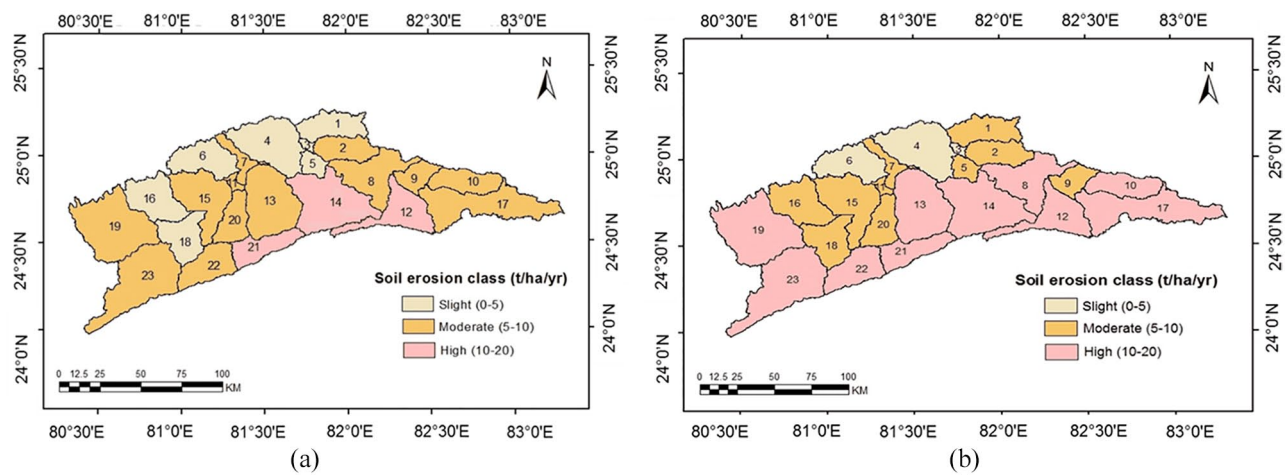 80°30'E 81°0'E 81°30'E 82°0'E 82°30'E 83°0'E
25°30'N
25°0'N
24°30'N
24°0'N
N
1
2
4
5
6
7
8
9
10
12
13
14
15
16
17
18
19
20
21
22
23
Soil erosion class (t/ha/yr)
Slight (0-5)
Moderate (5-10)
High (10-20)
0 12.5 25 50 75 100
KM
25°30'N
25°0'N
24°30'N
24°0'N
80°30'E 81°0'E 81°30'E 82°0'E 82°30'E 83°0'E
(a)
80°30'E 81°0'E 81°30'E 82°0'E 82°30'E 83°0'E
25°30'N
25°0'N
24°30'N
24°0'N
N
1
2
4
5
6
7
8
9
10
12
13
14
15
16
17
18
19
20
21
22
23
Soil erosion class (t/ha/yr)
Slight (0-5)
Moderate (5-10)
High (10-20)
0 12.5 25 50 75 100
KM
25°30'N
25°0'N
24°30'N
24°0'N
80°30'E 81°0'E 81°30'E 82°0'E 82°30'E 83°0'E
(b)